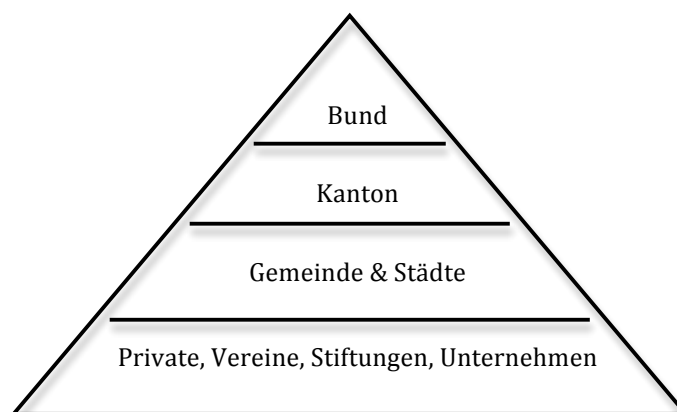 Bund
Kanton
Gemeinde & Städte
Private, Vereine, Stiftungen, Unternehmen